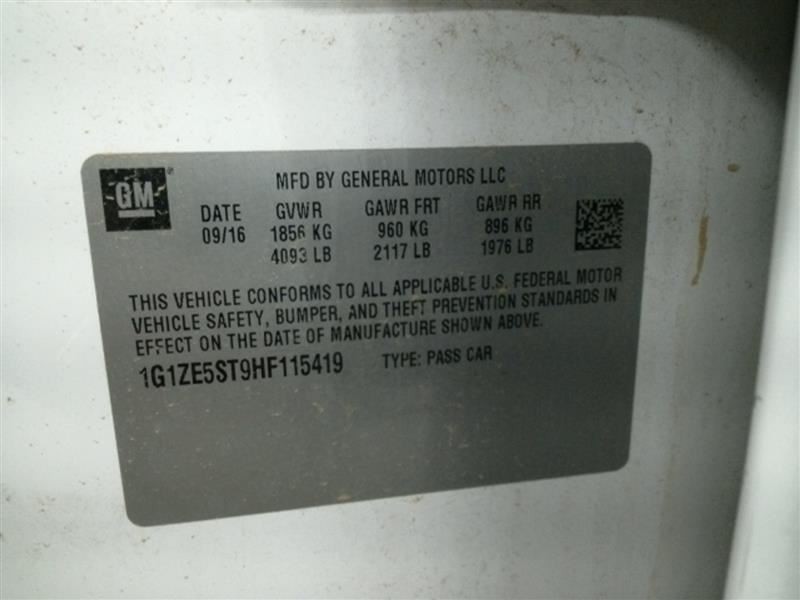 GM
MFD BY GENERAL MOTORS LLC
DATE GVWR GAWR FRT GAWR RR
09/16 1856 KG 960 KG 896 KG
4093 LB 2117 LB 1976 LB
THIS VEHICLE CONFORMS TO ALL APPLICABLE U.S. FEDERAL MOTOR
VEHICLE SAFETY, BUMPER, AND THEFT PREVENTION STANDARDS IN
EFFECT ON THE DATE OF MANUFACTURE SHOWN ABOVE.
1G1ZE5ST9HF115419 TYPE: PASS CAR